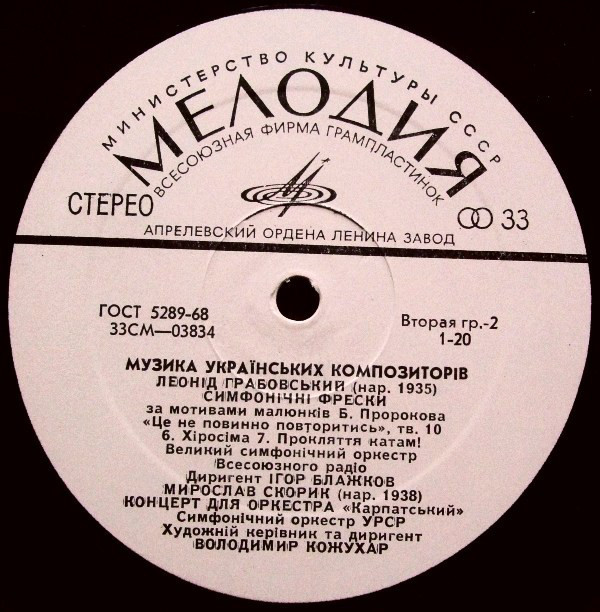 МИНИСТЕРСТВО КУЛЬТУРЫ СССР
МЕЛОДИЯ
ВСЕСОЮЗНАЯ ФИРМА ГРАМПЛАСТИНОК
СТЕРЕО
33
АПРЕЛЕВСКИЙ ОРДЕНА ЛЕНИНА ЗАВОД
ГОСТ 5289-68
33СМ—03834
Вторая гр.-2
1-20
МУЗИКА УКРАЇНСЬКИХ КОМПОЗИТОРІВ
ЛЕОНІД ГРАБОВСЬКИЙ (нар. 1935)
СИМФОНІЧНІ ФРЕСКИ
за мотивами малюнків Б. Пророкова
«Це не повинно повторитись», тв. 10
6. Хіросіма 7. Прокляття катам!
Великий симфонічний оркестр
Всесоюзного радіо
Диригент ІГОР БЛАЖКОВ
МИРОСЛАВ СКОРИК (нар. 1938)
КОНЦЕРТ ДЛЯ ОРКЕСТРА «Карпатський»
Симфонічний оркестр УРСР
Художній керівник та диригент
ВОЛОДИМИР КОЖУХАР